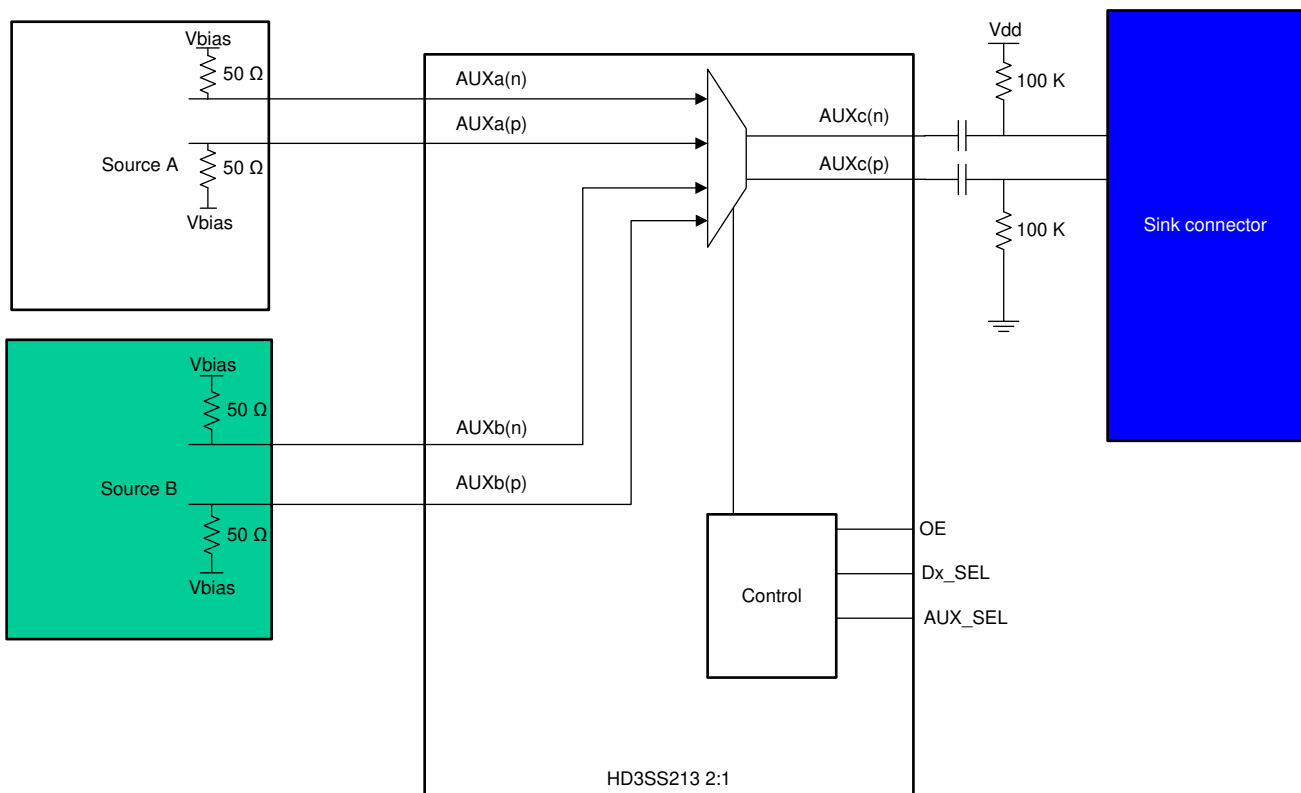 Vbias
50 Ω
Source A
50 Ω
Vbias
Vbias
50 Ω
Source B
50 Ω
Vbias
AUXa(n)
AUXa(p)
AUXb(n)
AUXb(p)
AUXc(n)
AUXc(p)
Control
OE
Dx_SEL
AUX_SEL
HD3SS213 2:1
Vdd
100 K
100 K
Sink connector